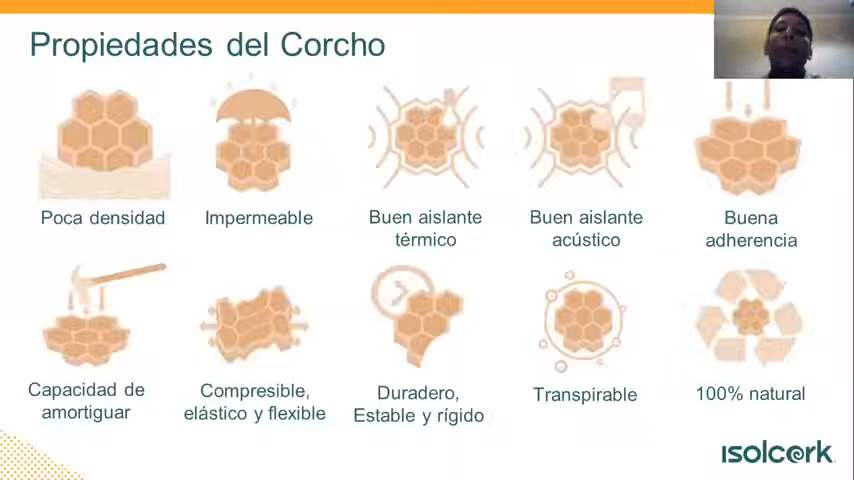 Propiedades del Corcho
Poca densidad
Impermeable
Buen aislante
térmico
Buen aislante
acústico
Buena
adherencia
Capacidad de
amortiguar
Compresible,
elástico y flexible
Duradero,
Estable y rígido
Transpirable
100% natural
ISOLCORK